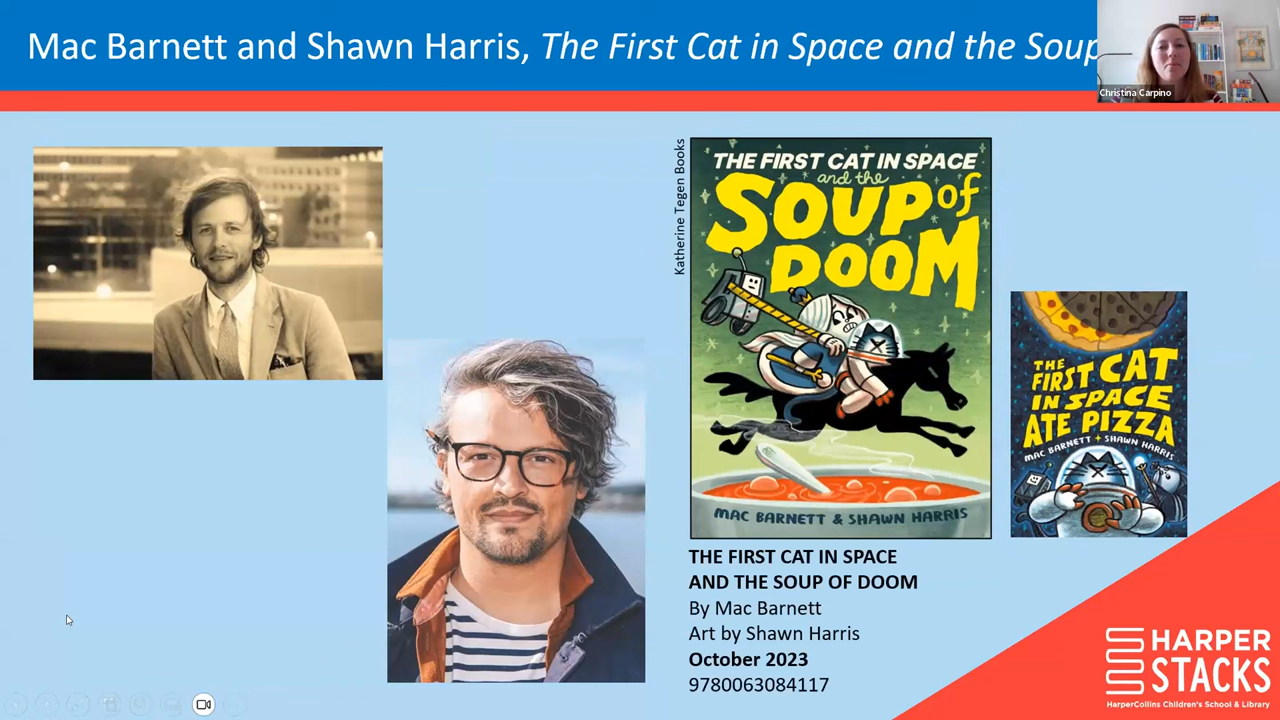 Mac Barnett and Shawn Harris, The First Cat in Space and the Soup
Christina Carpino
Katherine Tegen Books
THE FIRST CAT IN SPACE
and the
SOUP of
DOOM
MAC BARNETT & SHAWN HARRIS
THE
FIRST CAT
IN SPACE
ATE PIZZA
MAC BARNETT + SHAWN HARRIS
THE FIRST CAT IN SPACE
AND THE SOUP OF DOOM
By Mac Barnett
Art by Shawn Harris
October 2023
9780063084117
HARPER
STACKS
HarperCollins Children's School & Library